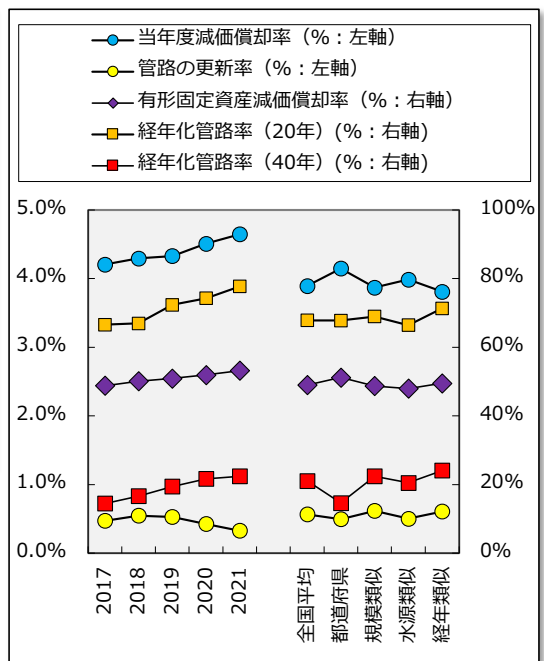 当年度減価償却率（%：左軸）
管路の更新率（%：左軸）
有形固定資産減価償却率（%：右軸）
経年化管路率（20年）(%：右軸)
経年化管路率（40年）(%：右軸)
5.0%
4.0%
3.0%
2.0%
1.0%
0.0%
100%
80%
60%
40%
20%
0%
2017
2018
2019
2020
2021
全国平均
都道府県
規模類似
水源類似
経年類似